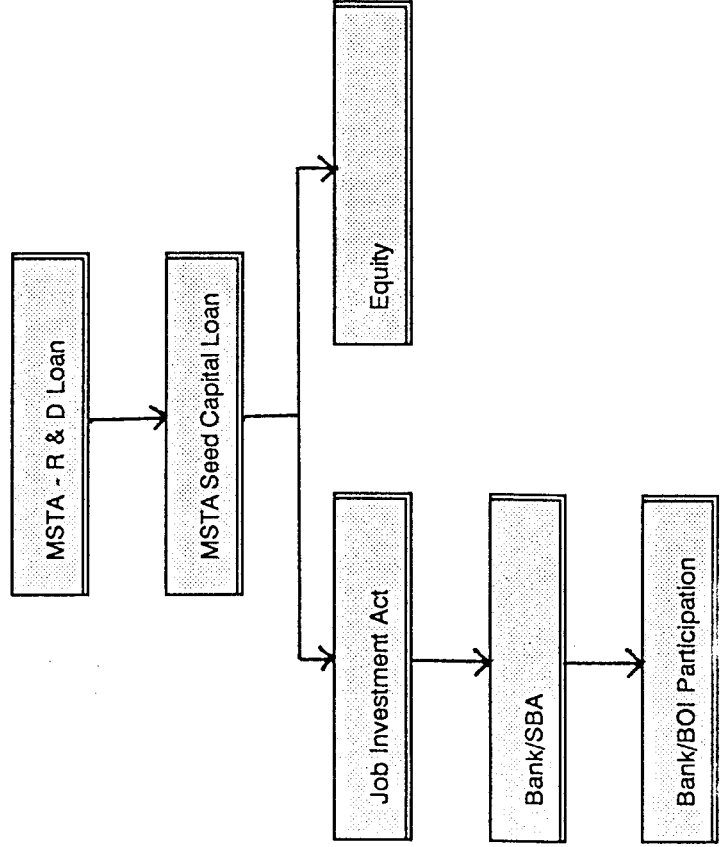 MSTA - R & D Loan
MSTA Seed Capital Loan
Job Investment Act
Equity
Bank/SBA
Bank/BOI Participation